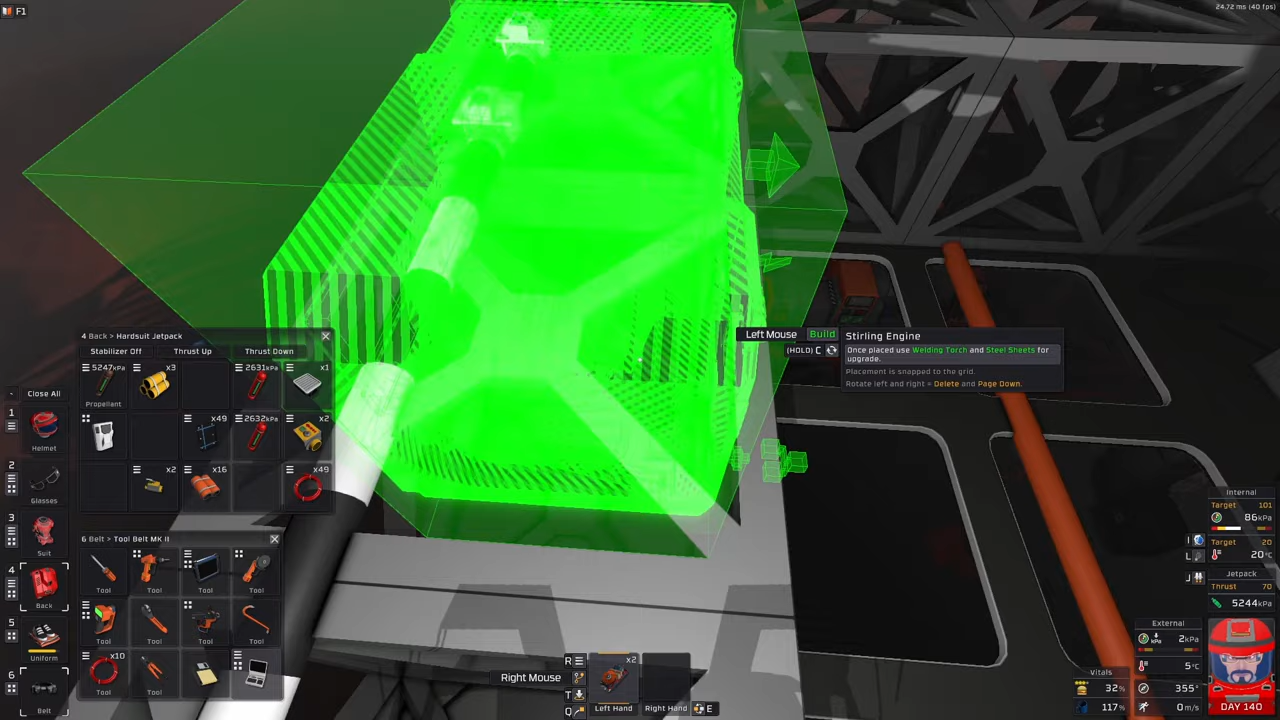 F1
24.72 ms (40 fps)
4 Back > Hardsuit Jetpack
Stabilizer Off
Thrust Up
Thrust Down
5247kPa
x3
2631kPa
x1
Propellant
x49
2632kPa
x2
x2
x16
x49
Close All
1
Helmet
2
Glasses
3
Suit
4
Back
5
Uniform
6
Belt
6 Belt > Tool Belt MK II
Tool
Tool
Tool
Tool
Tool
Tool
Tool
Tool
x10
Tool
Tool
Left Mouse
Build
(HOLD) C
Stirling Engine
Once placed use Welding Torch and Steel Sheets for
upgrade.
Placement is snapped to the grid.
Rotate left and right = Delete and Page Down.
R
x2
Right Mouse
T
Q
Left Hand
Right Hand
E
Internal
Target 101
86kPa
I
Target 20
L
20°C
Jetpack
J
Thrust 70
5244kPa
External
2kPa
5°C
Vitals
32%
355°
117%
0m/s
DAY 140